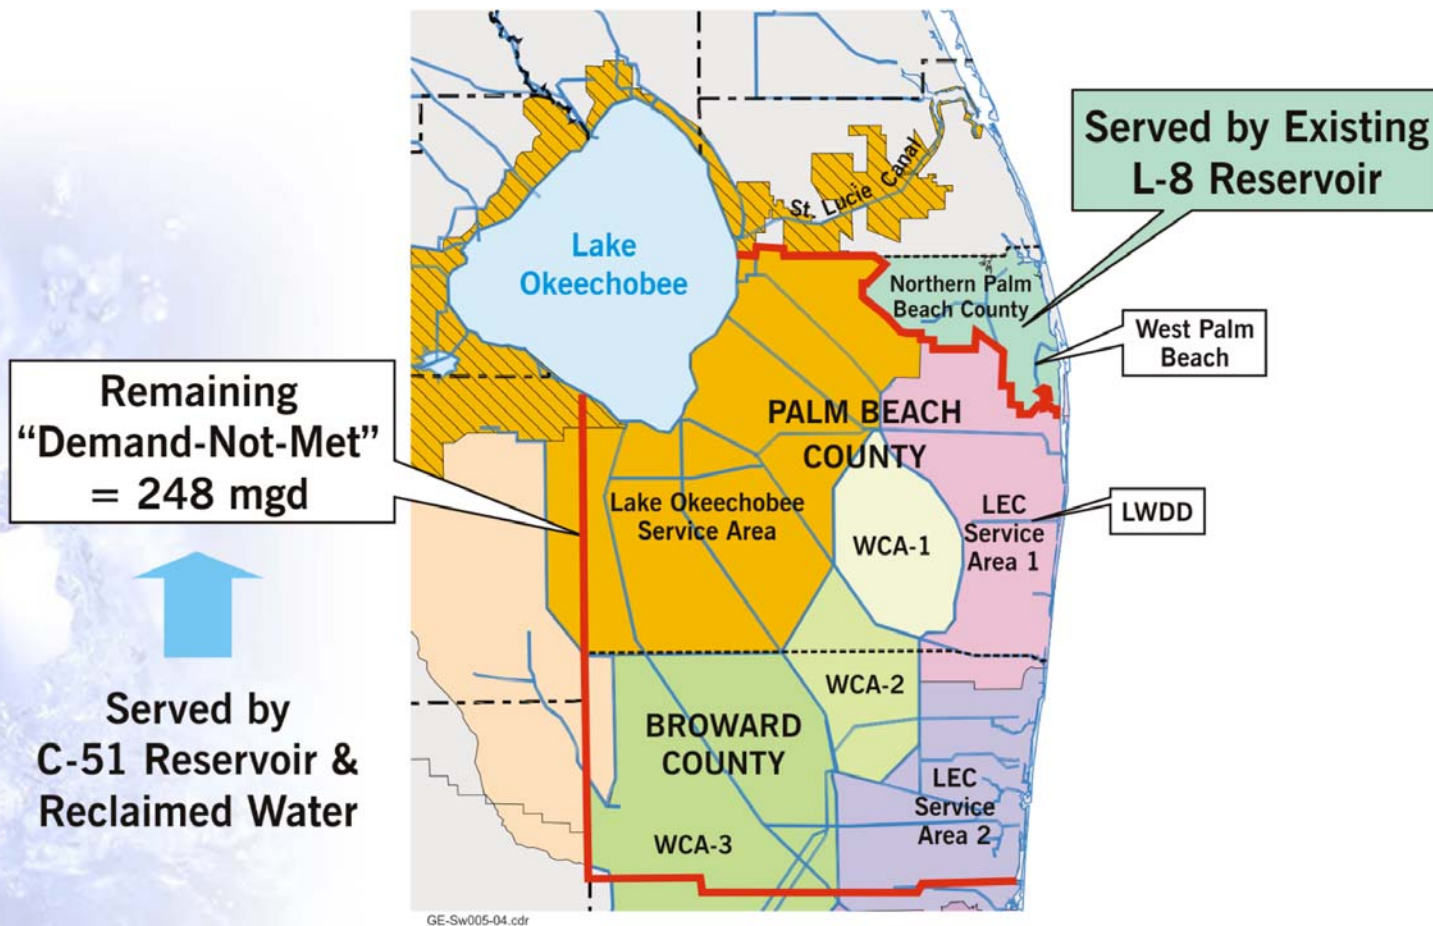 Served by Existing
L-8 Reservoir
St. Lucie Canal
Lake
Okeechobee
Northern Palm
Beach County
West Palm
Beach
Remaining
“Demand-Not-Met”
= 248 mgd
PALM BEACH
COUNTY
Lake Okeechobee
Service Area
WCA-1
LEC
Service
Area 1
LWDD
Served by
C-51 Reservoir &
Reclaimed Water
WCA-2
BROWARD
COUNTY
LEC
Service
Area 2
WCA-3
GE-Sw005-04.cdr